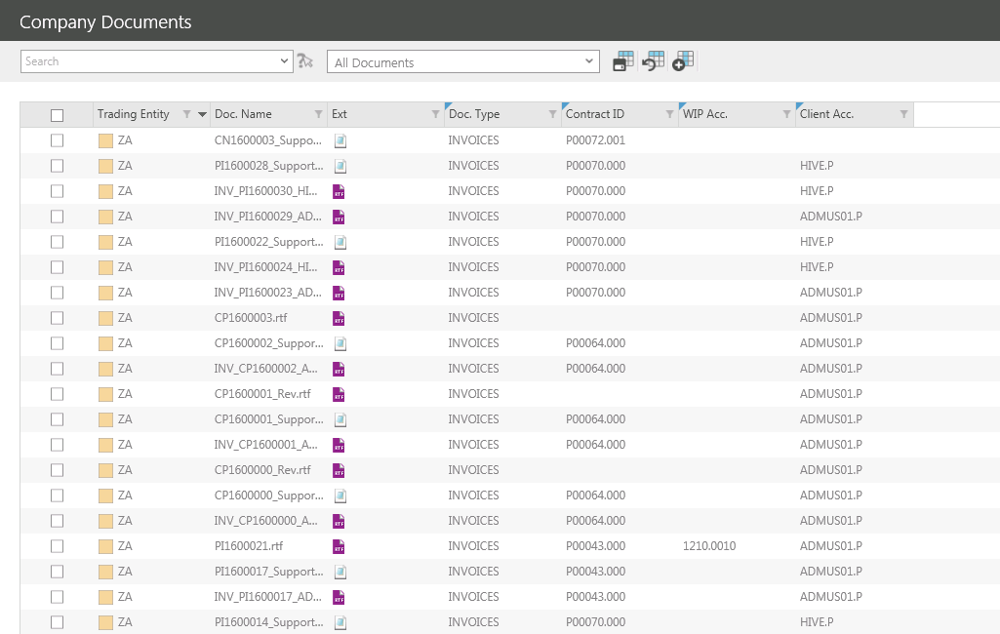 Company Documents
Search All Documents
Trading Entity Doc. Name Ext Doc. Type Contract ID WIP Acc. Client Acc.
ZA CN1600003_Suppo... INVOICES P00072.001
ZA PI1600028_Support... INVOICES P00070.000 HIVE.P
ZA INV_PI1600030_HI... RTF INVOICES P00070.000 HIVE.P
ZA INV_PI1600029_AD... RTF INVOICES P00070.000 ADMUS01.P
ZA PI1600022_Support... INVOICES P00070.000 HIVE.P
ZA INV_PI1600024_HI... RTF INVOICES P00070.000 HIVE.P
ZA INV_PI1600023_AD... RTF INVOICES P00070.000 ADMUS01.P
ZA CP1600003.rtf RTF INVOICES ADMUS01.P
ZA CP1600002_Suppor... INVOICES P00064.000 ADMUS01.P
ZA INV_CP1600002_A... RTF INVOICES P00064.000 ADMUS01.P
ZA CP1600001_Rev.rtf RTF INVOICES ADMUS01.P
ZA CP1600001_Suppor... INVOICES P00064.000 ADMUS01.P
ZA INV_CP1600001_A... RTF INVOICES P00064.000 ADMUS01.P
ZA CP1600000_Rev.rtf RTF INVOICES ADMUS01.P
ZA CP1600000_Suppor... INVOICES P00064.000 ADMUS01.P
ZA INV_CP1600000_A... RTF INVOICES P00064.000 ADMUS01.P
ZA PI1600021.rtf RTF INVOICES P00043.000 1210.0010 ADMUS01.P
ZA PI1600017_Support... INVOICES P00043.000 ADMUS01.P
ZA INV_PI1600017_AD... RTF INVOICES P00043.000 ADMUS01.P
ZA PI1600014_Support... INVOICES P00070.000 HIVE.P